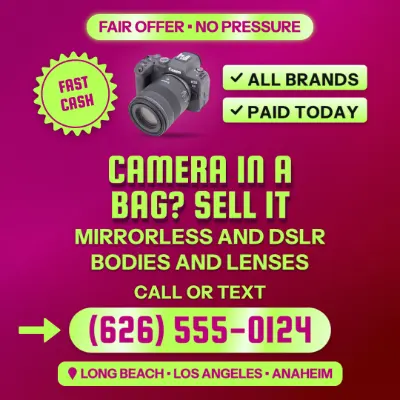 FAIR OFFER • NO PRESSURE
FAST
CASH
Canon
✓ ALL BRANDS
✓ PAID TODAY
CAMERA IN A
BAG? SELL IT
MIRRORLESS AND DSLR
BODIES AND LENSES
CALL OR TEXT
(626) 555-0124
LONG BEACH • LOS ANGELES • ANAHEIM